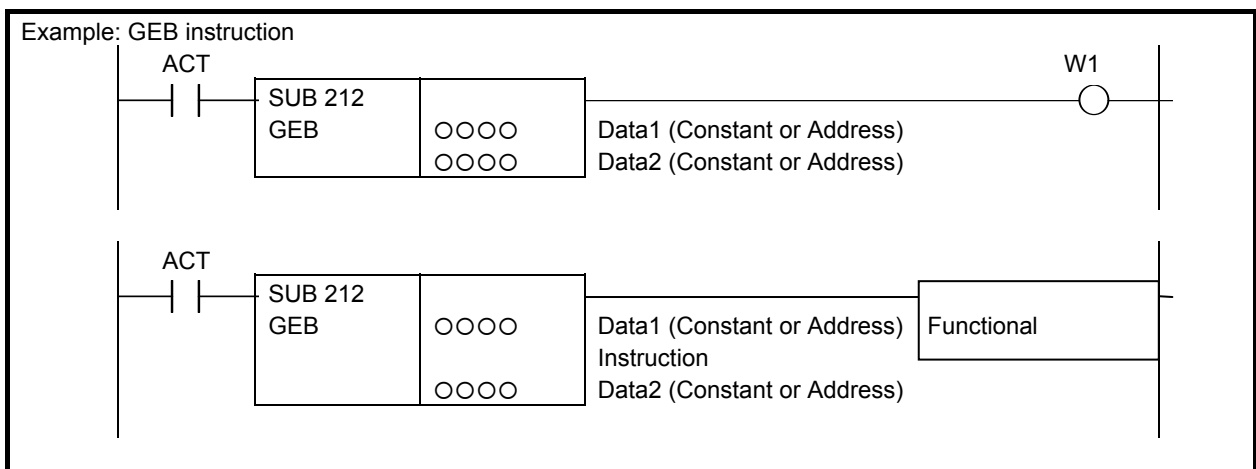 Example: GEB instruction
ACT
W1
SUB 212
GEB
○○○○
Data1 (Constant or Address)
○○○○
Data2 (Constant or Address)
ACT
SUB 212
GEB
○○○○
Data1 (Constant or Address)
Functional
Instruction
○○○○
Data2 (Constant or Address)